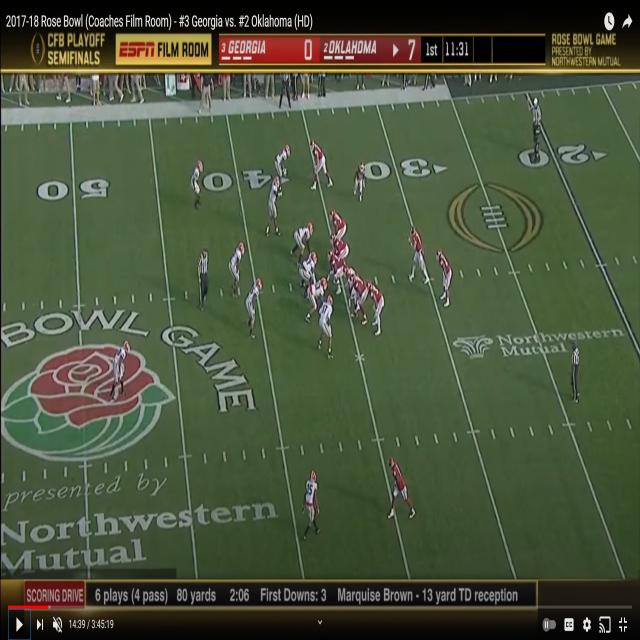 2017-18 Rose Bowl (Coaches Film Room) - #3 Georgia vs. #2 Oklahoma (HD)
CFB PLAYOFF
SEMIFINALS
ESPN FILM ROOM
3 GEORGIA 0 2 OKLAHOMA 7 1st 11:31
ROSE BOWL GAME
PRESENTED BY
NORTHWESTERN MUTUAL
50 40 30 20
BOWL GAME
Northwestern
Mutual
presented by
Northwestern
Mutual
SCORING DRIVE 6 plays (4 pass) 80 yards 2:06 First Downs: 3 Marquise Brown - 13 yard TD reception
14:39 / 3:45:19